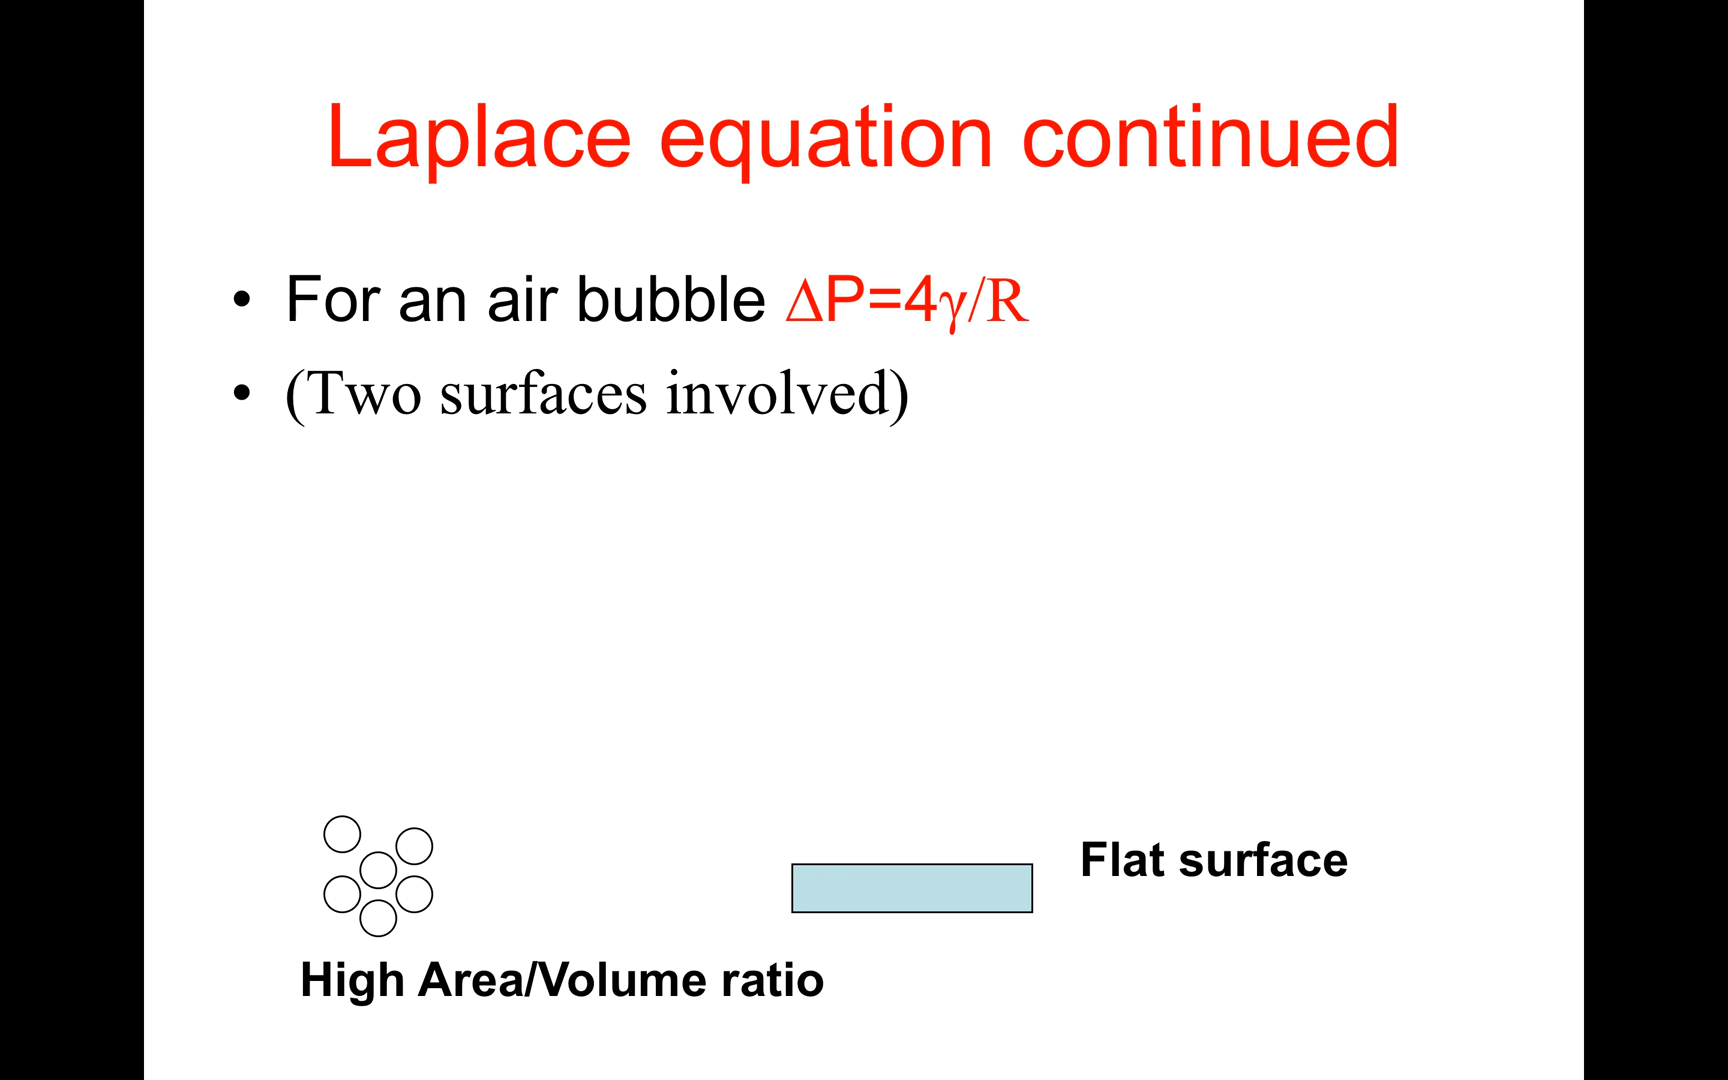 Laplace equation continued
• For an air bubble ΔP=4γ/R
• (Two surfaces involved)
Flat surface
High Area/Volume ratio